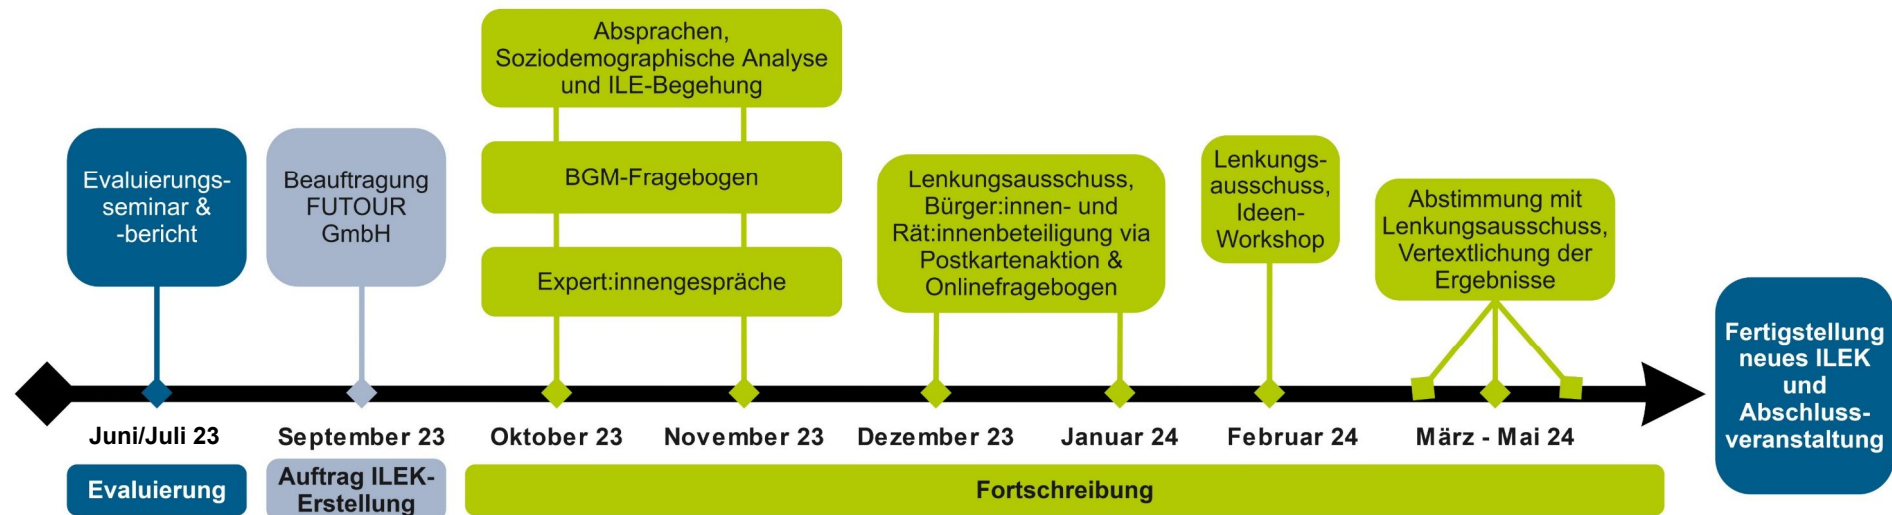 Evaluierungs-
seminar &
-bericht
Beauftragung
FUTOUR
GmbH
Absprachen,
Soziodemographische Analyse
und ILE-Begehung
BGM-Fragebogen
Expert:innengespräche
Lenkungsausschuss,
Bürger:innen- und
Rät:innenbeteiligung via
Postkartenaktion &
Onlinefragebogen
Lenkungs-
ausschuss,
Ideen-
Workshop
Abstimmung mit
Lenkungsausschuss,
Vertextlichung der
Ergebnisse
Fertigstellung
neues ILEK
und
Abschluss-
veranstaltung
Juni/Juli 23
September 23
Oktober 23
November 23
Dezember 23
Januar 24
Februar 24
März - Mai 24
Evaluierung
Auftrag ILEK-
Erstellung
Fortschreibung